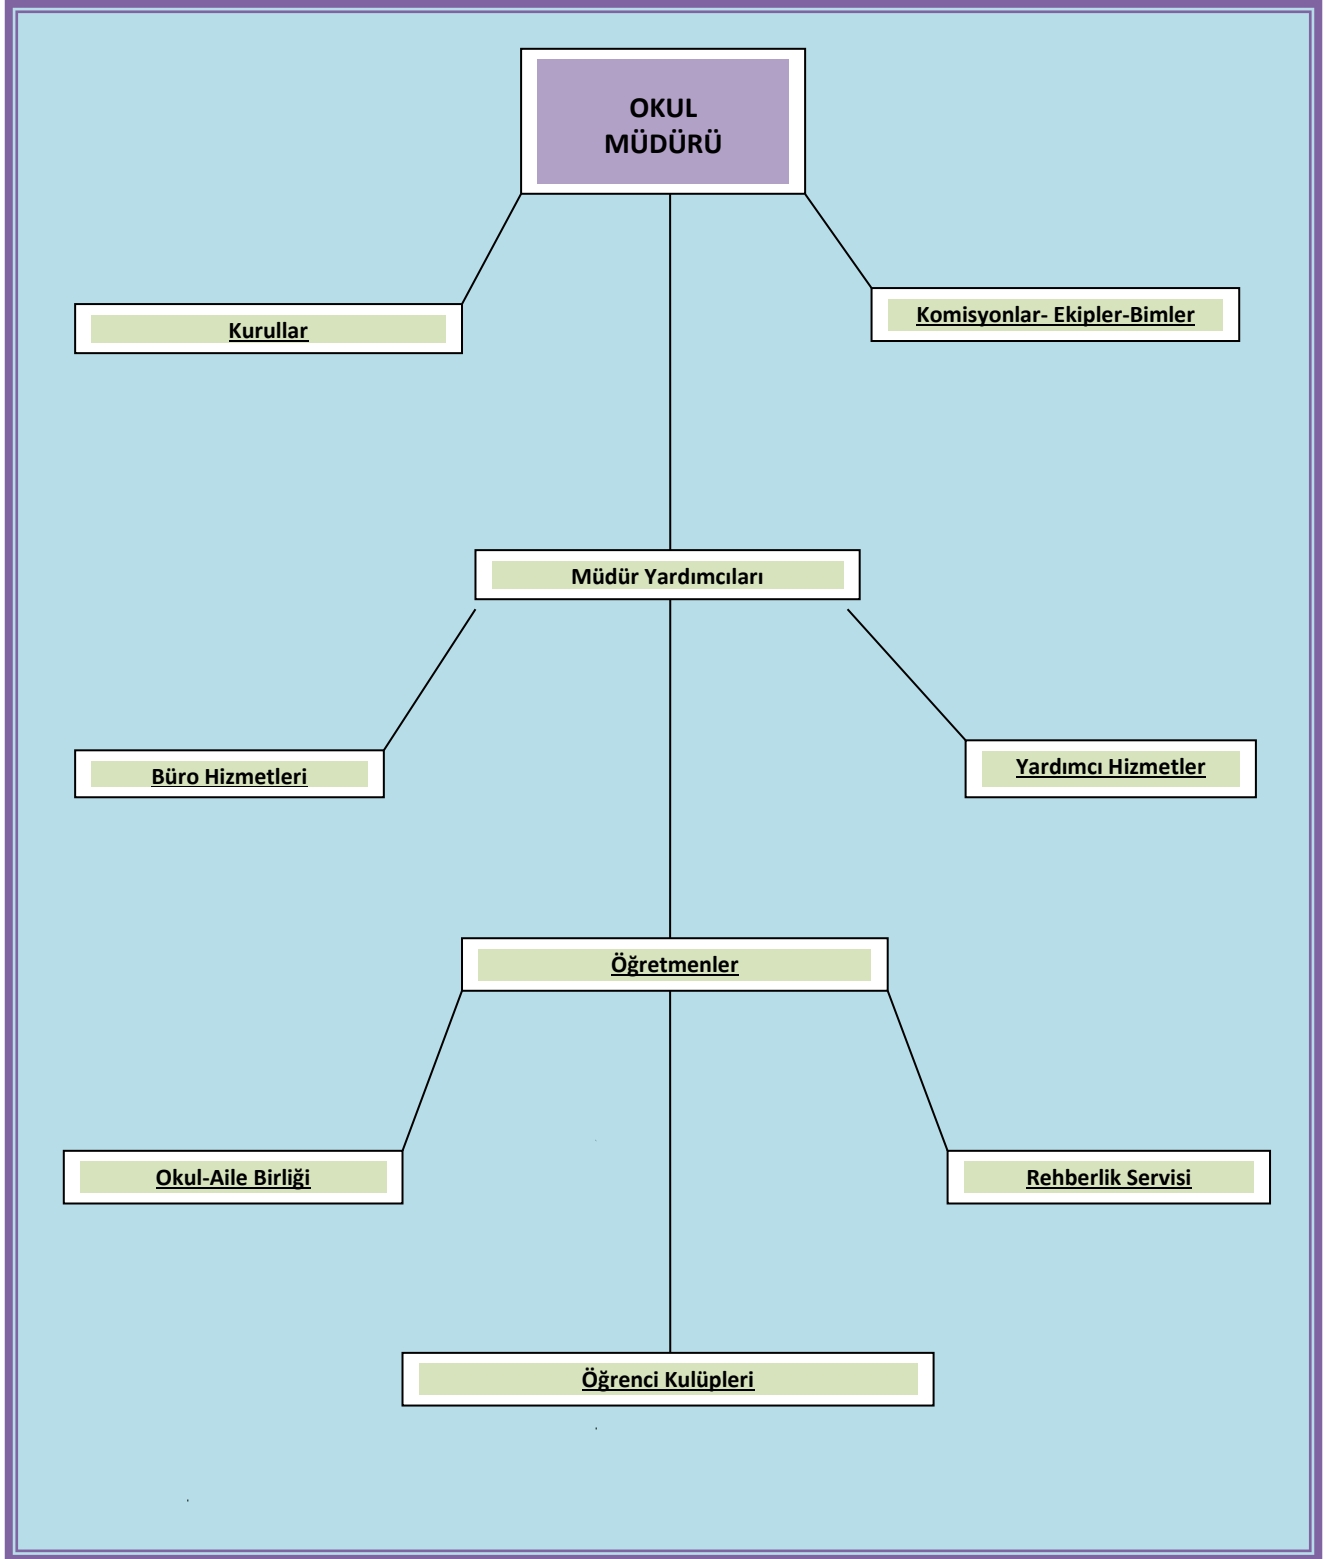 OKUL
MÜDÜRÜ
Kurullar
Komisyonlar- Ekipler-Bimler
Müdür Yardımcıları
Büro Hizmetleri
Yardımcı Hizmetler
Öğretmenler
Okul-Aile Birliği
Rehberlik Servisi
Öğrenci Kulüpleri